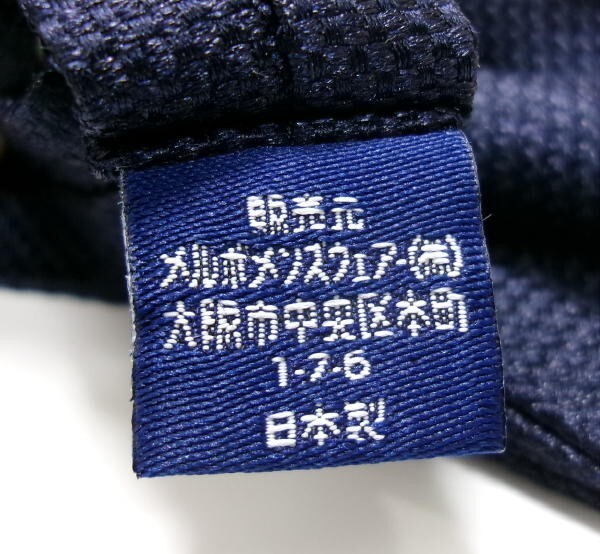 販売元
メルボメンズウェアー(株)
大阪市中央区本町
1-7-6
日本製